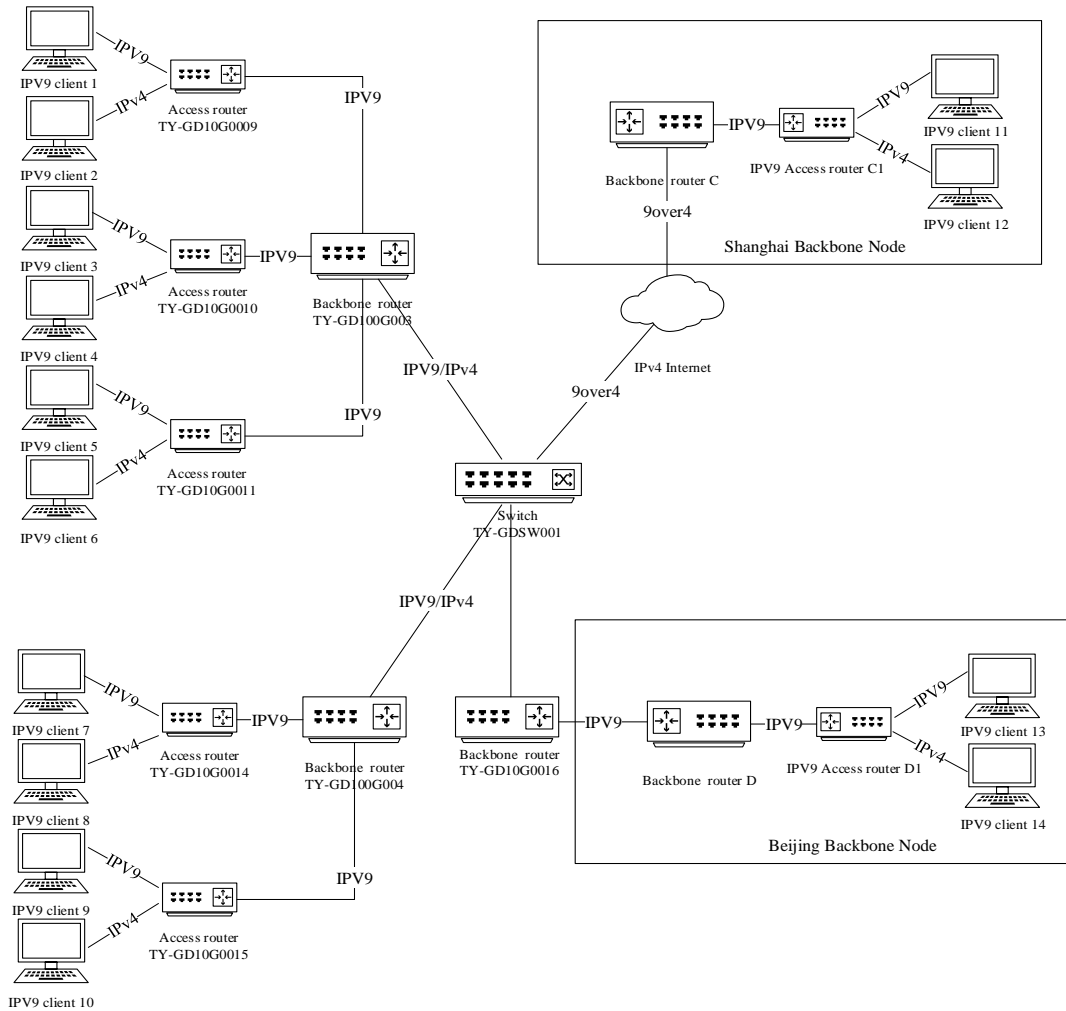 IPV9
IPv4
IPV9 client 1
Access router
TY-GD10G0009
IPV9
IPV9 client 2
IPV9
IPv4
IPV9 client 3
Access router
TY-GD10G0010
IPV9
IPV9 client 4
Backbone router
TY-GD100G003
IPV9
IPv4
IPV9 client 5
Access router
TY-GD10G0011
IPV9
IPV9 client 6
IPV9/IPv4
Backbone router C
IPV9
IPV9 Access router C1
IPV9
IPv4
IPV9 client 11
IPV9 client 12
9over4
Shanghai Backbone Node
IPv4 Internet
9over4
Switch
TY-GDSW001
IPV9/IPv4
IPV9
IPv4
IPV9 client 7
Access router
TY-GD10G0014
IPV9
IPV9 client 8
Backbone router
TY-GD100G004
IPV9
IPv4
IPV9 client 9
Access router
TY-GD10G0015
IPV9
IPV9 client 10
Backbone router
TY-GD10G0016
IPV9
Backbone router D
IPV9
IPV9 Access router D1
IPV9
IPv4
IPV9 client 13
IPV9 client 14
Beijing Backbone Node